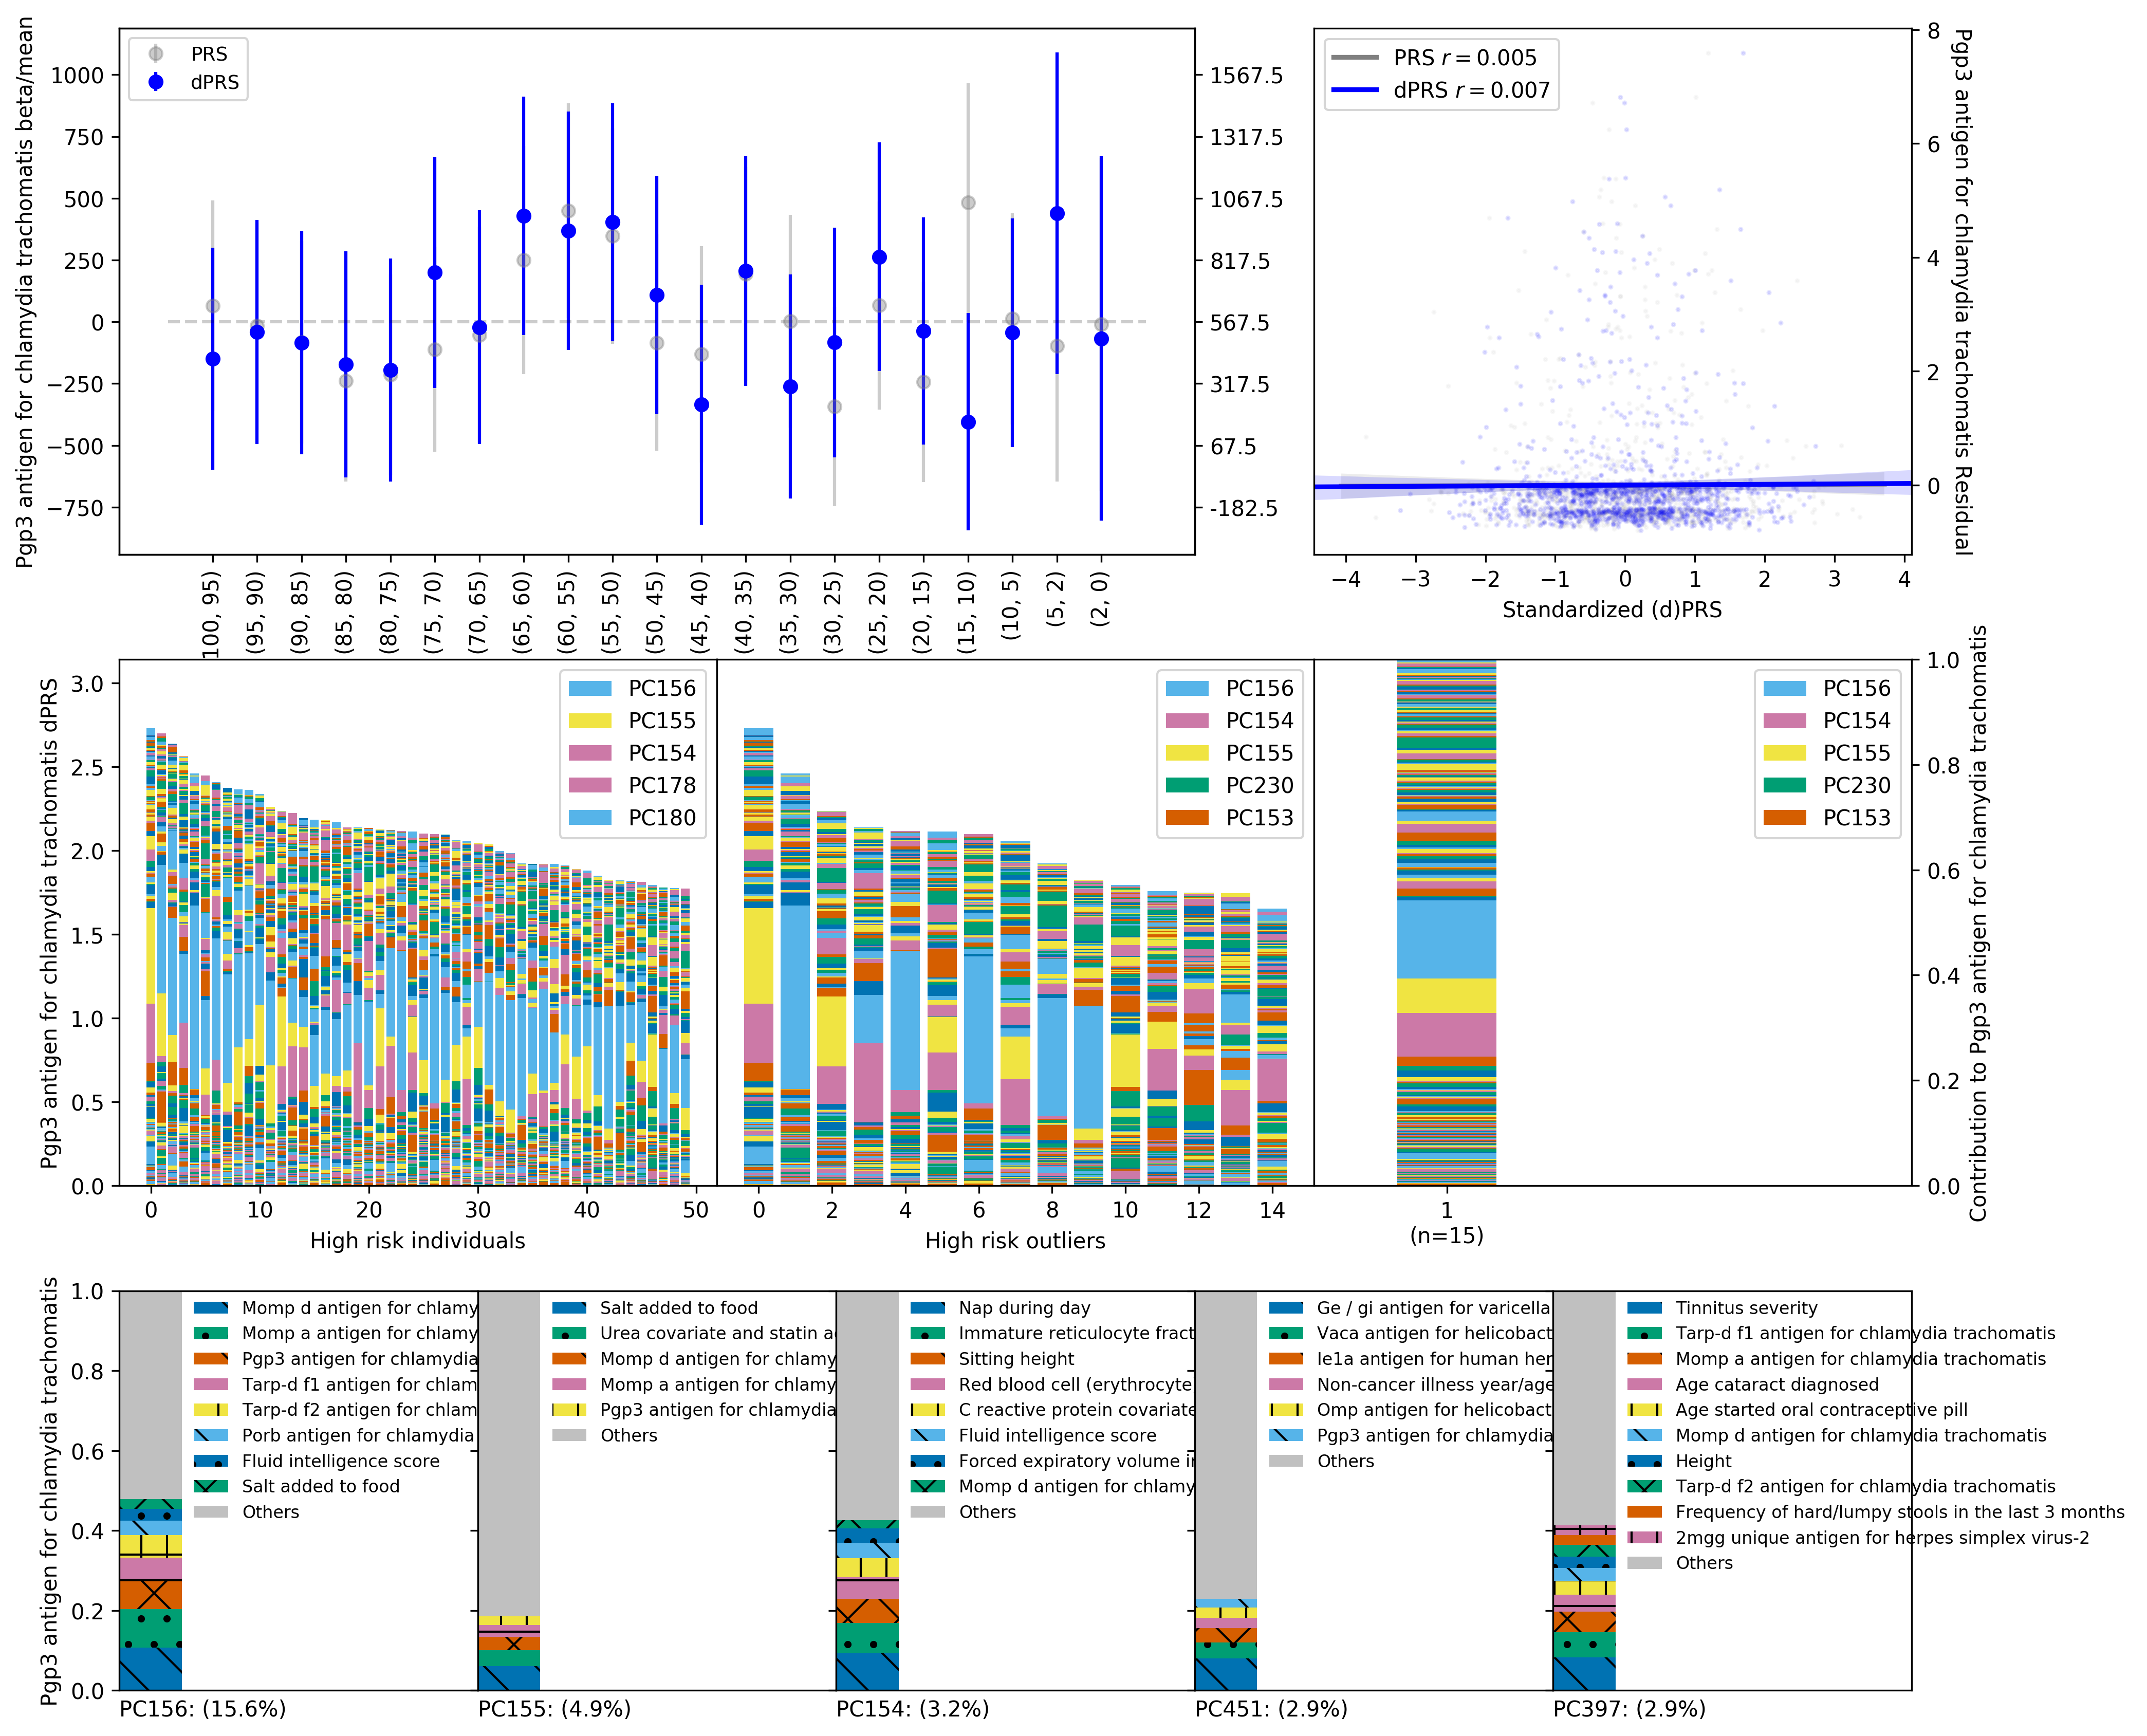 Pgp3 antigen for chlamydia trachomatis beta/mean
PRS
dPRS
1000
750
500
250
0
−250
−500
−750
1567.5
1317.5
1067.5
817.5
567.5
317.5
67.5
-182.5
100, 95)
(95, 90)
(90, 85)
(85, 80)
(80, 75)
(75, 70)
(70, 65)
(65, 60)
(60, 55)
(55, 50)
(50, 45)
(45, 40)
(40, 35)
(35, 30)
(30, 25)
(25, 20)
(20, 15)
(15, 10)
(10, 5)
(5, 2)
(2, 0)
PRS r = 0.005
dPRS r = 0.007
8
6
4
2
0
Pgp3 antigen for chlamydia trachomatis Residual
−4 −3 −2 −1 0 1 2 3 4
Standardized (d)PRS
Pgp3 antigen for chlamydia trachomatis dPRS
3.0
2.5
2.0
1.5
1.0
0.5
0.0
PC156
PC155
PC154
PC178
PC180
0 10 20 30 40 50
High risk individuals
PC156
PC154
PC155
PC230
PC153
0 2 4 6 8 10 12 14
High risk outliers
PC156
PC154
PC155
PC230
PC153
1
(n=15)
1.0
0.8
0.6
0.4
0.2
0.0
Contribution to Pgp3 antigen for chlamydia trachomatis
Pgp3 antigen for chlamydia trachomatis
1.0
0.8
0.6
0.4
0.2
0.0
Momp d antigen for chlamy
Momp a antigen for chlamy
Pgp3 antigen for chlamydia
Tarp-d f1 antigen for chlam
Tarp-d f2 antigen for chlam
Porb antigen for chlamydia
Fluid intelligence score
Salt added to food
Others
PC156: (15.6%)
Salt added to food
Urea covariate and statin a
Momp d antigen for chlamy
Momp a antigen for chlamy
Pgp3 antigen for chlamydia
Others
PC155: (4.9%)
Nap during day
Immature reticulocyte fract
Sitting height
Red blood cell (erythrocyte
C reactive protein covariate
Fluid intelligence score
Forced expiratory volume i
Momp d antigen for chlamy
Others
PC154: (3.2%)
Ge / gi antigen for varicella
Vaca antigen for helicobact
Ie1a antigen for human her
Non-cancer illness year/age
Omp antigen for helicobact
Pgp3 antigen for chlamydia
Others
PC451: (2.9%)
Tinnitus severity
Tarp-d f1 antigen for chlamydia trachomatis
Momp a antigen for chlamydia trachomatis
Age cataract diagnosed
Age started oral contraceptive pill
Momp d antigen for chlamydia trachomatis
Height
Tarp-d f2 antigen for chlamydia trachomatis
Frequency of hard/lumpy stools in the last 3 months
2mgg unique antigen for herpes simplex virus-2
Others
PC397: (2.9%)